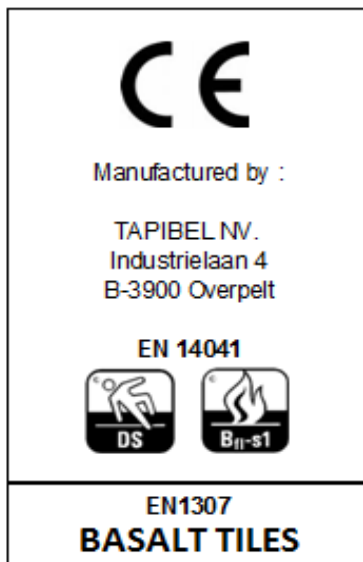 CE
Manufactured by :
TAPIBEL NV.
Industrielaan 4
B-3900 Overpelt
EN 14041
DS
Bfl-s1
EN1307
BASALT TILES